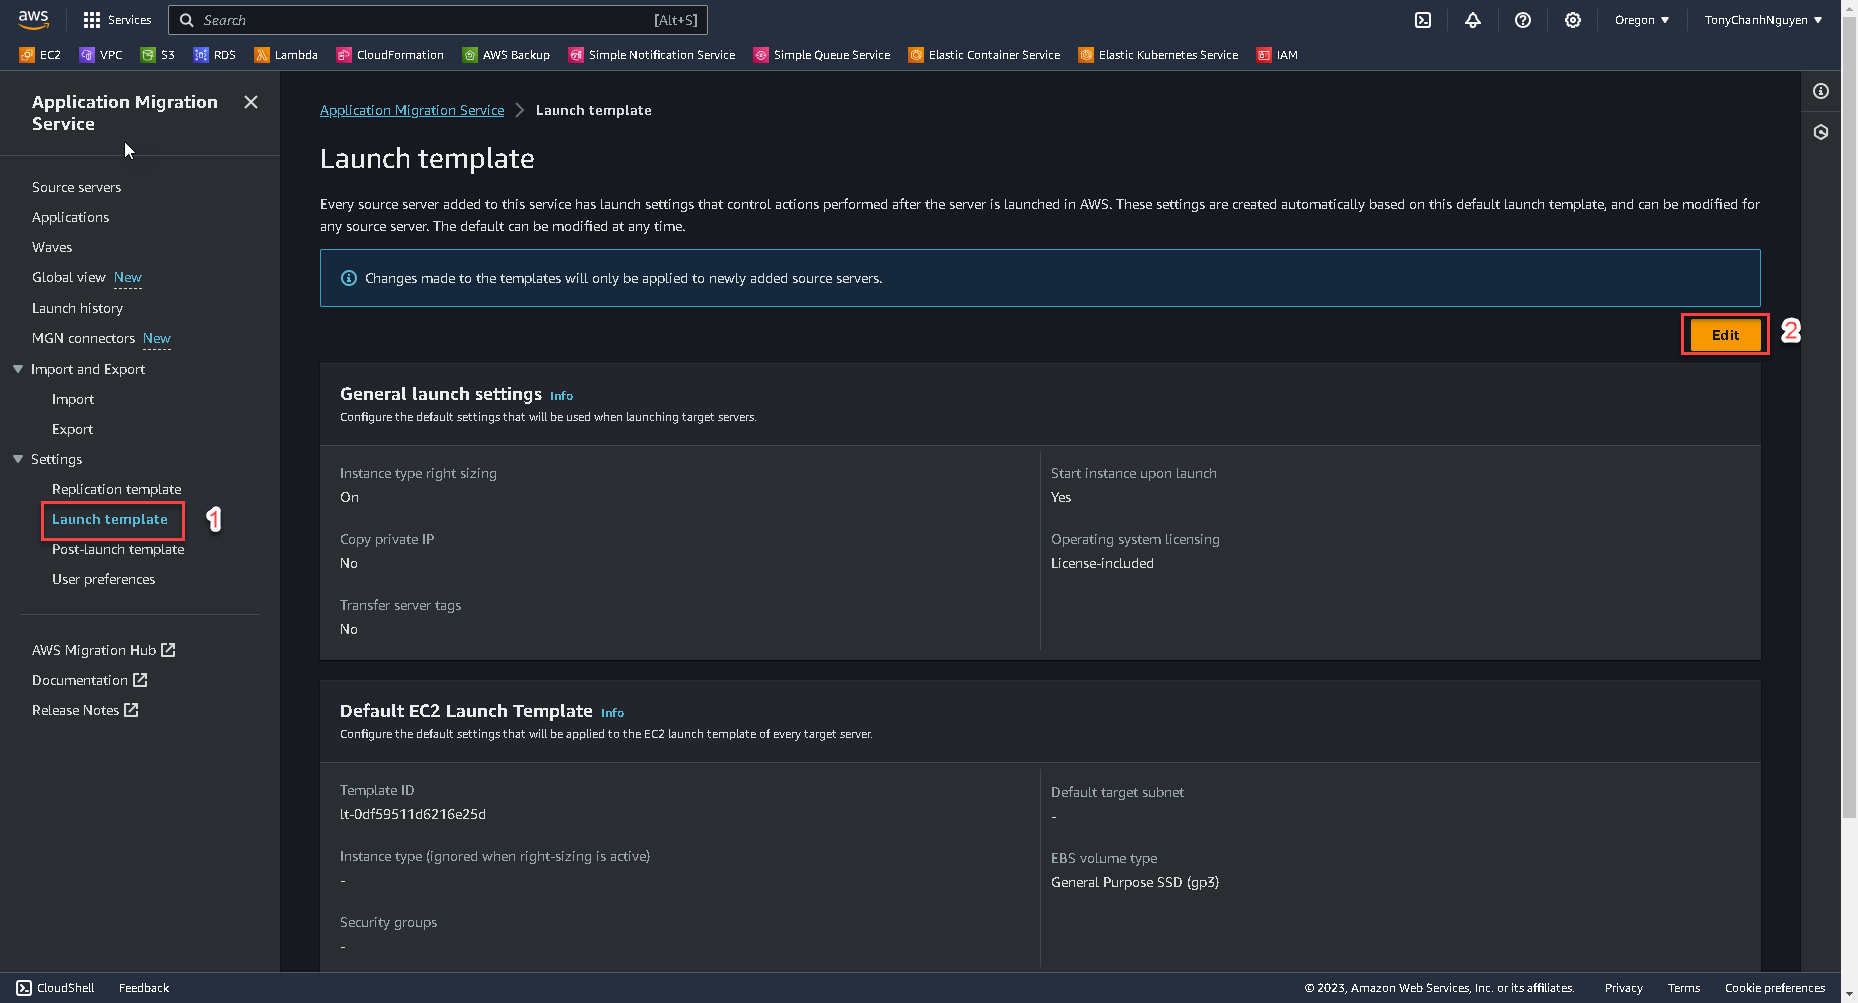 aws
Services
Search
[Alt+S]
Oregon ▼
TonyChanhNguyen ▼
EC2
VPC
S3
RDS
Lambda
CloudFormation
AWS Backup
Simple Notification Service
Simple Queue Service
Elastic Container Service
Elastic Kubernetes Service
IAM
Application Migration
Service
Source servers
Applications
Waves
Global view New
Launch history
MGN connectors New
Import and Export
Import
Export
Settings
Replication template
Launch template
1
Post-launch template
User preferences
AWS Migration Hub
Documentation
Release Notes
Application Migration Service > Launch template
Launch template
Every source server added to this service has launch settings that control actions performed after the server is launched in AWS. These settings are created automatically based on this default launch template, and can be modified for
any source server. The default can be modified at any time.
Changes made to the templates will only be applied to newly added source servers.
Edit
2
General launch settings Info
Configure the default settings that will be used when launching target servers.
Instance type right sizing
On
Copy private IP
No
Transfer server tags
No
Start instance upon launch
Yes
Operating system licensing
License-included
Default EC2 Launch Template Info
Configure the default settings that will be applied to the EC2 launch template of every target server.
Template ID
lt-0df59511d6216e25d
Instance type (ignored when right-sizing is active)
-
Security groups
-
Default target subnet
-
EBS volume type
General Purpose SSD (gp3)
CloudShell
Feedback
© 2023, Amazon Web Services, Inc. or its affiliates.
Privacy
Terms
Cookie preferences